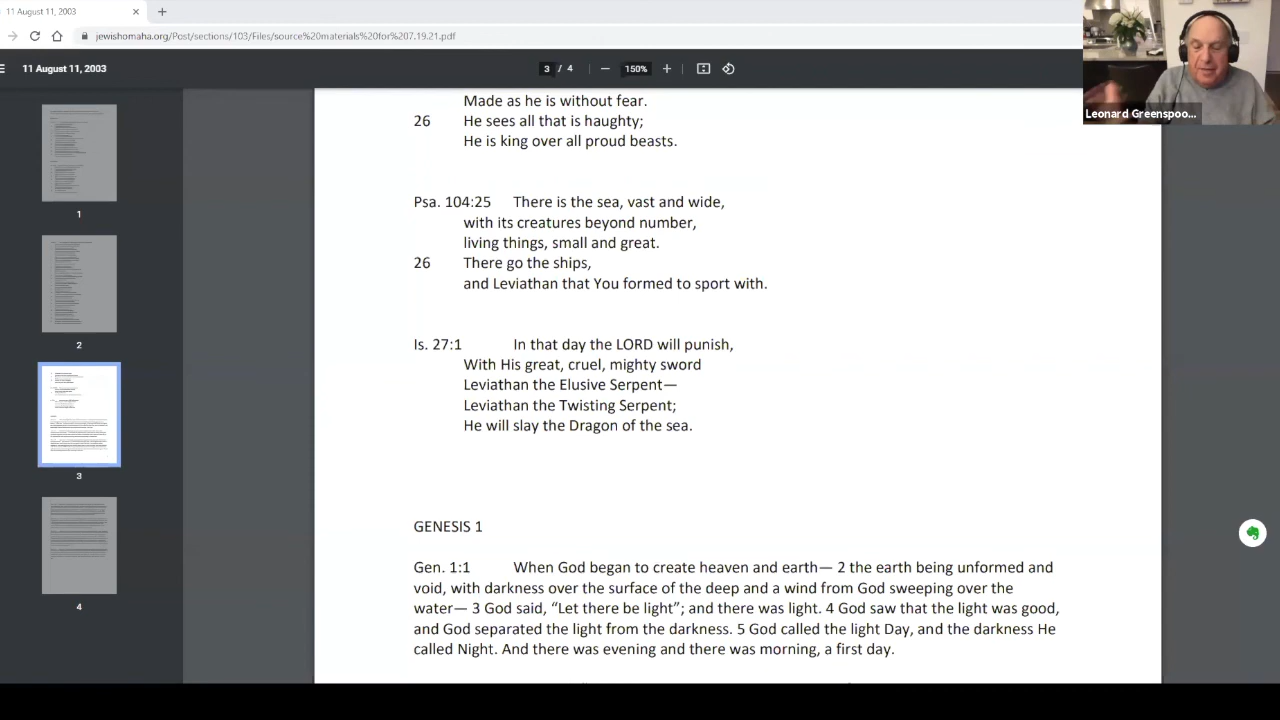 11 August 11, 2003
jewishomaha.org/Post/sections/103/Files/source%20materials%20for%207.19.21.pdf
11 August 11, 2003
3 / 4
150%
Leonard Greenspoo...
1
2
3
4
Made as he is without fear.
26 He sees all that is haughty;
He is king over all proud beasts.
Psa. 104:25 There is the sea, vast and wide,
with its creatures beyond number,
living things, small and great.
26 There go the ships,
and Leviathan that You formed to sport with.
Is. 27:1 In that day the LORD will punish,
With His great, cruel, mighty sword
Leviathan the Elusive Serpent—
Leviathan the Twisting Serpent;
He will slay the Dragon of the sea.
GENESIS 1
Gen. 1:1 When God began to create heaven and earth— 2 the earth being unformed and
void, with darkness over the surface of the deep and a wind from God sweeping over the
water— 3 God said, “Let there be light”; and there was light. 4 God saw that the light was good,
and God separated the light from the darkness. 5 God called the light Day, and the darkness He
called Night. And there was evening and there was morning, a first day.